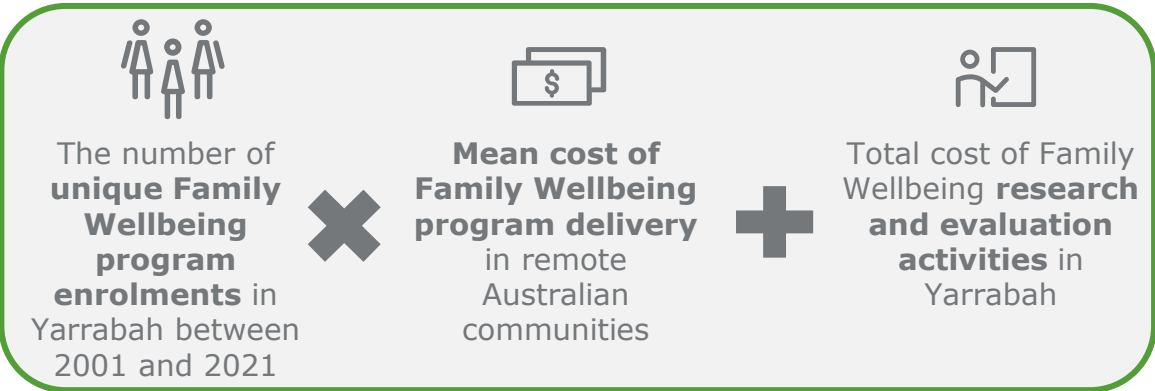 The number of
unique Family
Wellbeing
program
enrolments in
Yarrabah between
2001 and 2021
$
Mean cost of
Family Wellbeing
program delivery
in remote
Australian
communities
Total cost of Family
Wellbeing research
and evaluation
activities in
Yarrabah